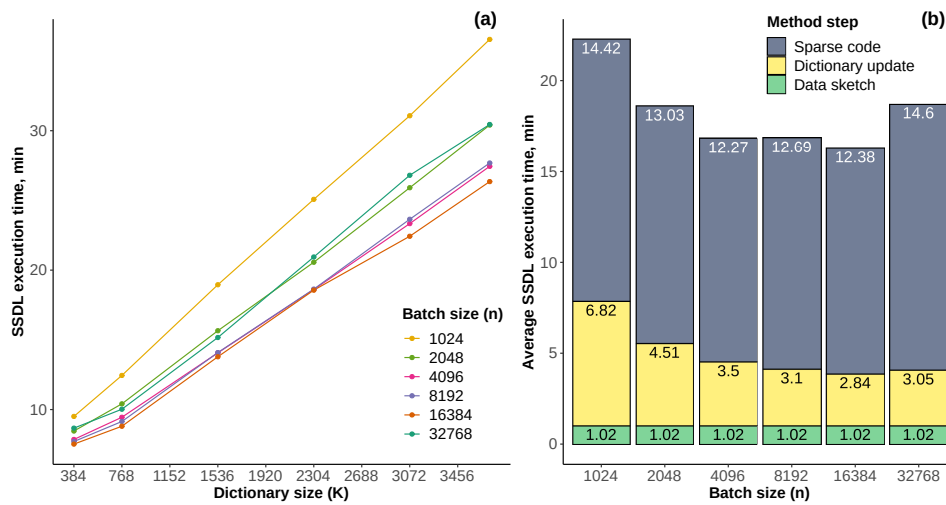 (a)
SSDL execution time, min
30
20
10
Batch size (n)
1024
2048
4096
8192
16384
32768
384 768 1152 1536 1920 2304 2688 3072 3456
Dictionary size (K)
(b)
Method step
Sparse code
Dictionary update
Data sketch
Average SSDL execution time, min
20
15
10
5
0
14.42 13.03 12.27 12.69 12.38 14.6
6.82 4.51 3.5 3.1 2.84 3.05
1.02 1.02 1.02 1.02 1.02 1.02
1024 2048 4096 8192 16384 32768
Batch size (n)